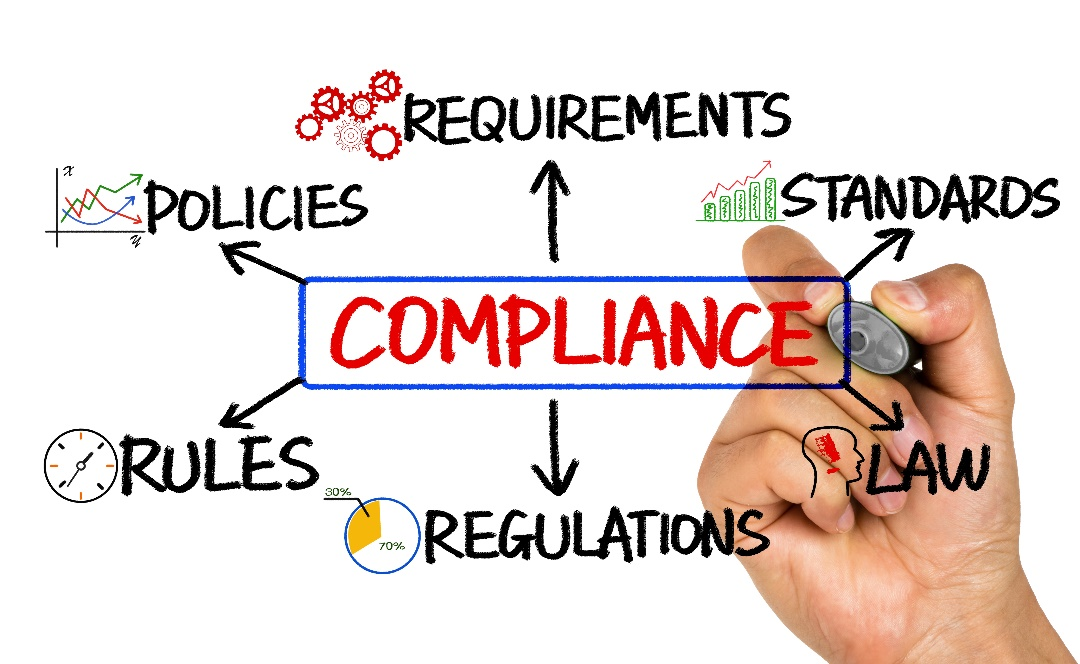 REQUIREMENTS
x
POLICIES
y
STANDARDS
COMPLIANCE
RULES
LAW
30%
70%
REGULATIONS